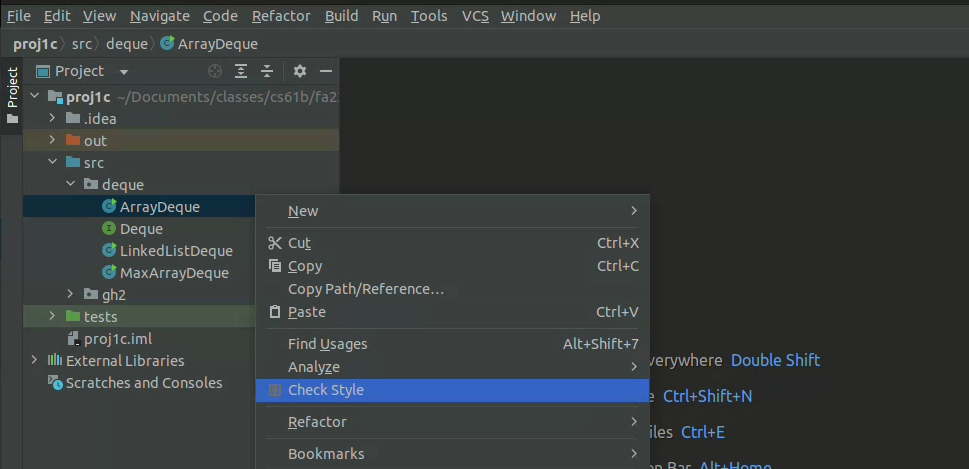 File Edit View Navigate Code Refactor Build Run Tools VCS Window Help
proj1c src deque ArrayDeque
Project
Project
proj1c ~/Documents/classes/cs61b/fa2
.idea
out
src
deque
ArrayDeque
Deque
LinkedListDeque
MaxArrayDeque
gh2
tests
proj1c.iml
External Libraries
Scratches and Consoles
New
Cut Ctrl+X
Copy Ctrl+C
Copy Path/Reference…
Paste Ctrl+V
Find Usages Alt+Shift+7
Analyze
Check Style
Refactor
Bookmarks
verywhere Double Shift
e Ctrl+Shift+N
iles Ctrl+E
on Bar Alt+Home